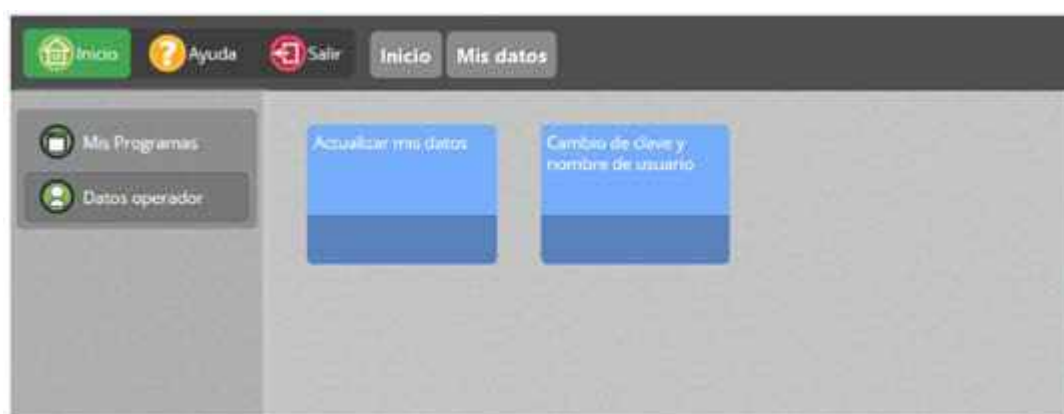 Inicio Ayuda Salir Inicio Mis datos
Mis Programas
Datos operador
Actualizar mis datos
Cambio de clave y
nombre de usuario